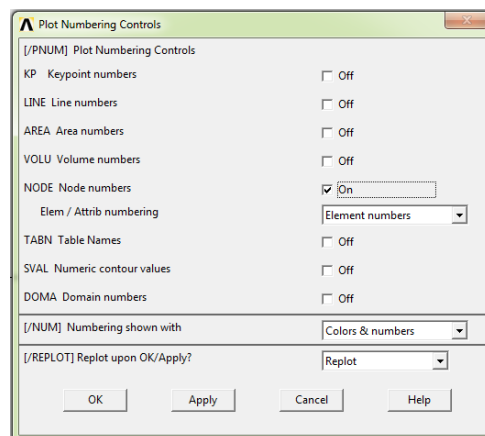 Plot Numbering Controls
[/PNUM] Plot Numbering Controls
KP Keypoint numbers Off
LINE Line numbers Off
AREA Area numbers Off
VOLU Volume numbers Off
NODE Node numbers On
Elem / Attrib numbering Element numbers
TABN Table Names Off
SVAL Numeric contour values Off
DOMA Domain numbers Off
[/NUM] Numbering shown with Colors & numbers
[/REPLOT] Replot upon OK/Apply? Replot
OK Apply Cancel Help